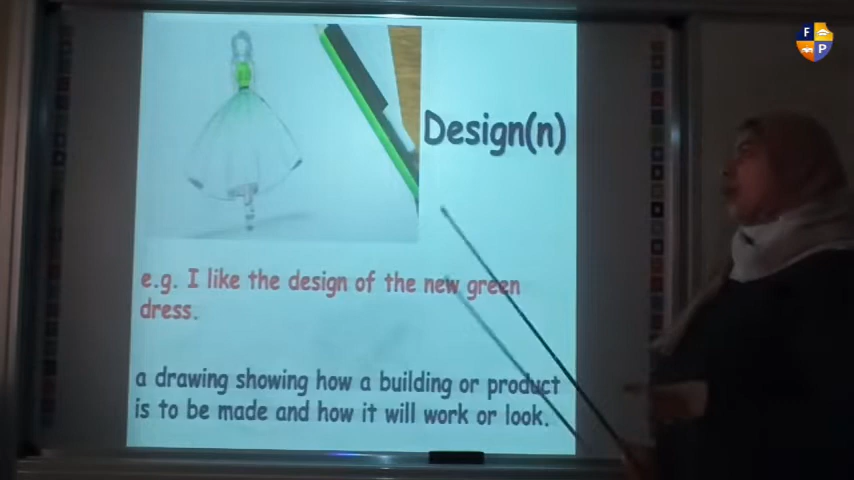 F
P
Design(n)
e.g. I like the design of the new green
dress.
a drawing showing how a building or product
is to be made and how it will work or look.